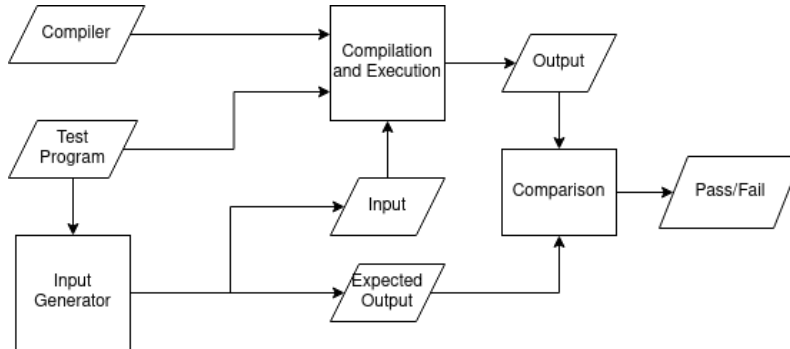 Compiler
Compilation
and Execution
Output
Test
Program
Comparison
Pass/Fail
Input
Input
Generator
Expected
Output